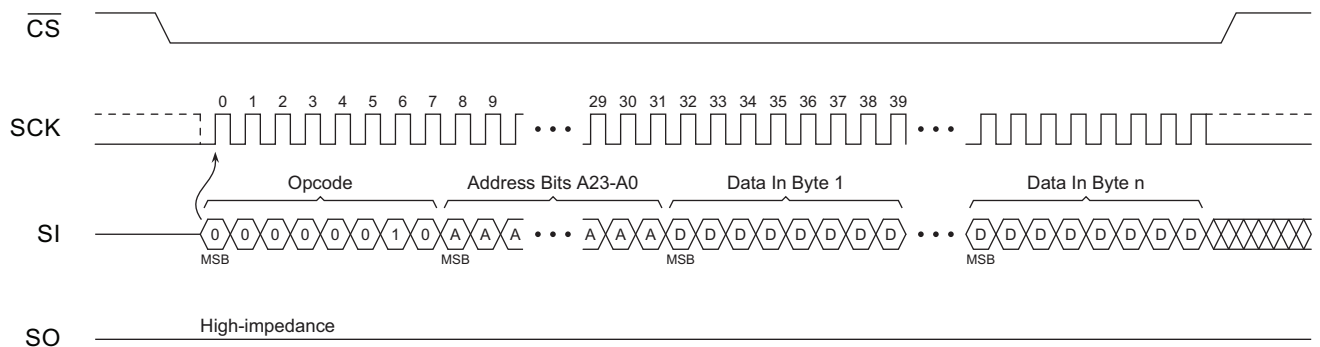 CS
0 1 2 3 4 5 6 7 8 9 29 30 31 32 33 34 35 36 37 38 39
SCK
Opcode Address Bits A23-A0 Data In Byte 1 Data In Byte n
SI 0 0 0 0 0 0 1 0 A A A A A A D D D D D D D D D D D D D D D D
MSB MSB MSB MSB
High-impedance
SO